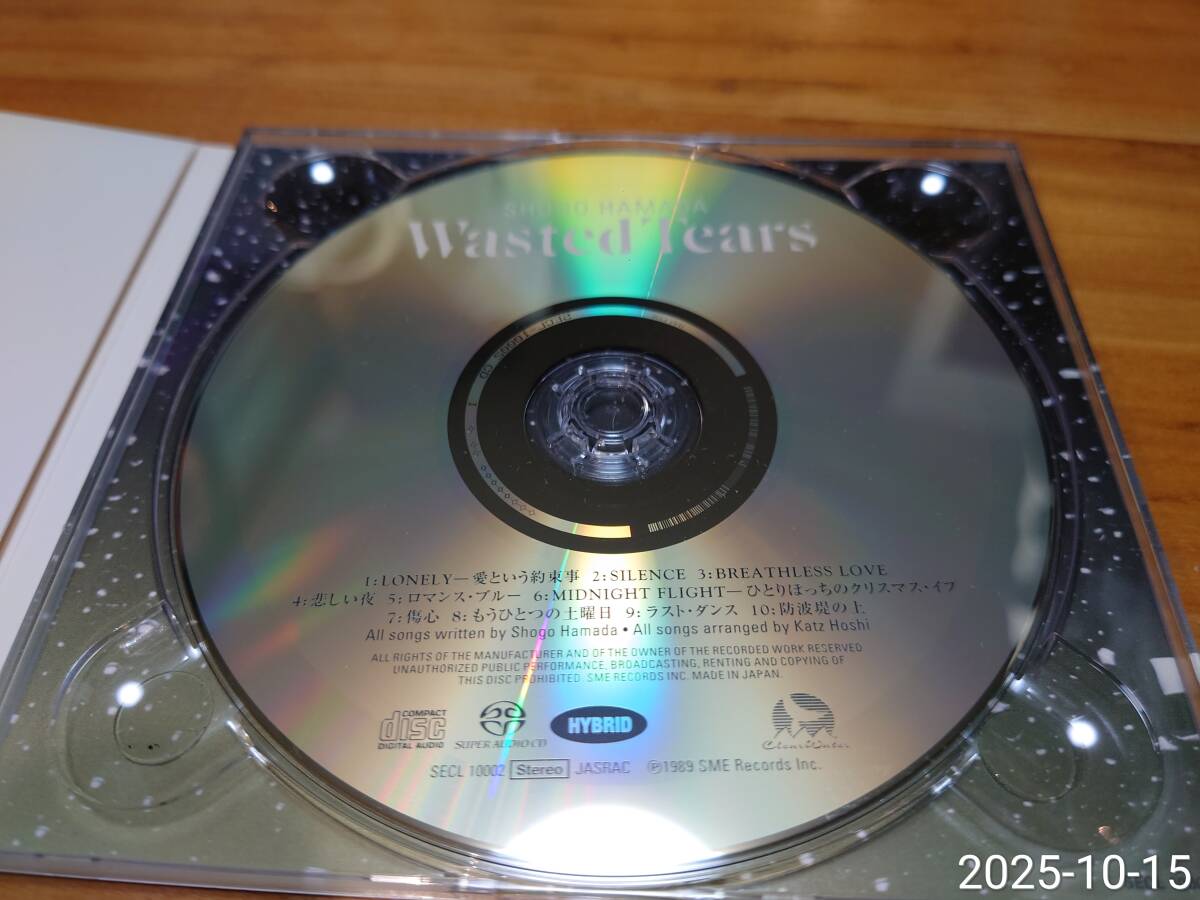 SHOGO HAMADA
Wasted Tears
1:LONELY—愛という約束事 2:SILENCE 3:BREATHLESS LOVE
4:悲しい夜 5:ロマンス・ブルー 6:MIDNIGHT FLIGHT—ひとりぼっちのクリスマス・イブ
7:傷心 8:もうひとつの土曜日 9:ラスト・ダンス 10:防波堤の上
All songs written by Shogo Hamada • All songs arranged by Katz Hoshi
ALL RIGHTS OF THE MANUFACTURER AND OF THE OWNER OF THE RECORDED WORK RESERVED
UNAUTHORIZED PUBLIC PERFORMANCE, BROADCASTING, RENTING AND COPYING OF
THIS DISC PROHIBITED. SME RECORDS INC. MADE IN JAPAN.
COMPACT
disc
DIGITAL AUDIO
SUPER AUDIO CD
HYBRID
Clear Water
SECL 10002 Stereo JASRAC ℗1989 SME Records Inc.
2025-10-15